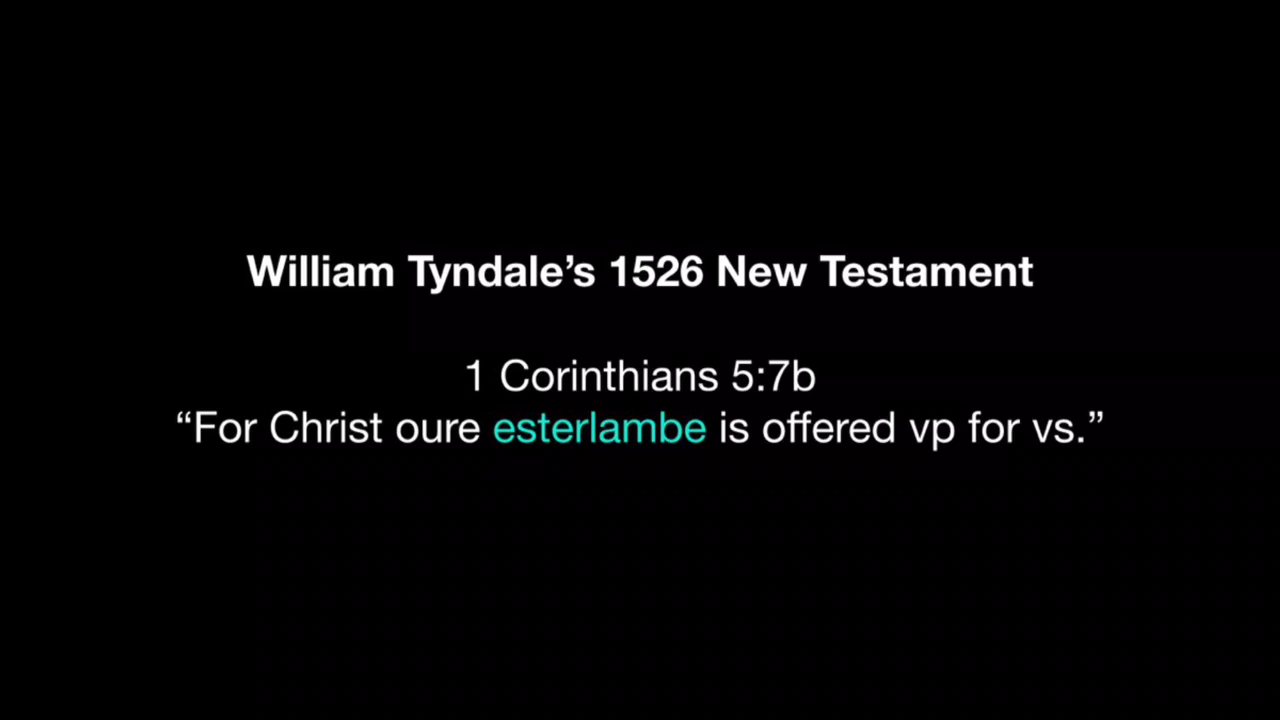 William Tyndale’s 1526 New Testament
1 Corinthians 5:7b
“For Christ oure esterlambe is offered vp for vs.”